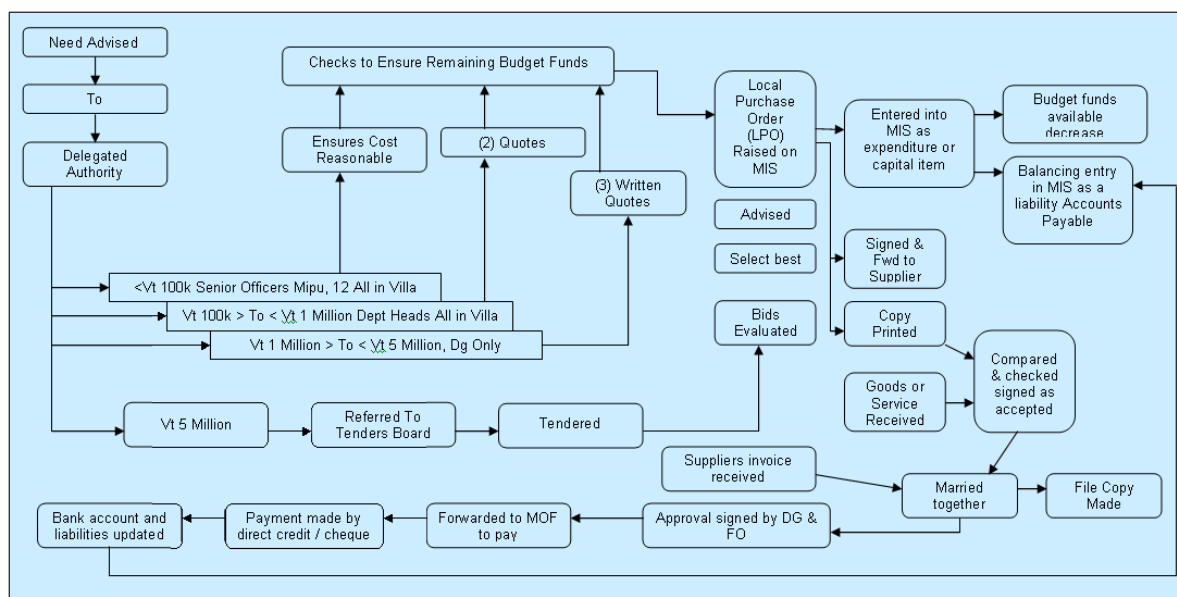 Need Advised
To
Delegated
Authority
Checks to Ensure Remaining Budget Funds
Ensures Cost
Reasonable
(2) Quotes
(3) Written
Quotes
<Vt 100k Senior Officers Mipu, 12 All in Villa
Vt 100k > To < Vt 1 Million Dept Heads All in Villa
Vt 1 Million > To < Vt 5 Million, Dg Only
Vt 5 Million
Referred To
Tenders Board
Tendered
Bids
Evaluated
Select best
Advised
Local
Purchase
Order
(LPO)
Raised on
MIS
Entered into
MIS as
expenditure or
capital item
Budget funds
available
decrease
Balancing entry
in MIS as a
liability Accounts
Payable
Signed &
Fwd to
Supplier
Copy
Printed
Goods or
Service
Received
Compared
& checked
signed as
accepted
Suppliers invoice
received
Married
together
File Copy
Made
Approval signed by DG &
FO
Forwarded to MOF
to pay
Payment made by
direct credit / cheque
Bank account and
liabilities updated